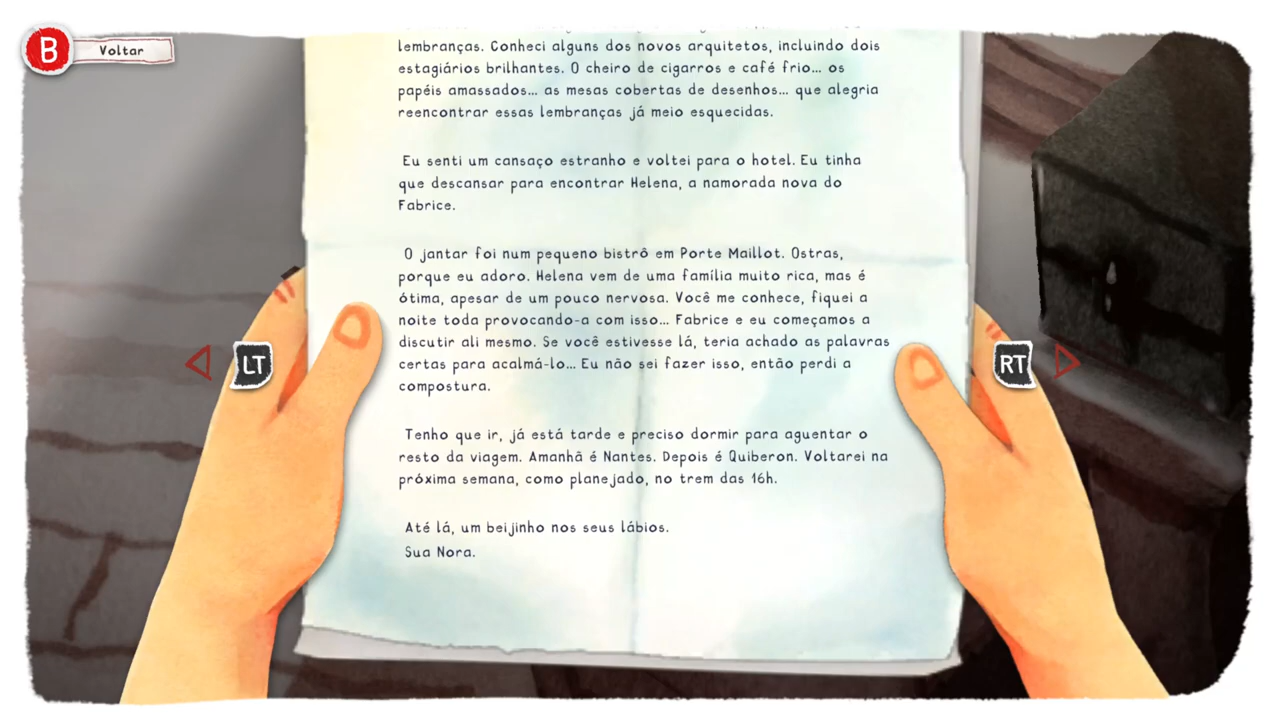 B
Voltar
lembranças. Conheci alguns dos novos arquitetos, incluindo dois
estagiários brilhantes. O cheiro de cigarros e café frio... os
papéis amassados... as mesas cobertas de desenhos... que alegria
reencontrar essas lembranças já meio esquecidas.
Eu senti um cansaço estranho e voltei para o hotel. Eu tinha
que descansar para encontrar Helena, a namorada nova do
Fabrice.
O jantar foi num pequeno bistrô em Porte Maillot. Ostras,
porque eu adoro. Helena vem de uma família muito rica, mas é
ótima, apesar de um pouco nervosa. Você me conhece, fiquei a
noite toda provocando-a com isso... Fabrice e eu começamos a
discutir ali mesmo. Se você estivesse lá, teria achado as palavras
certas para acalmá-lo... Eu não sei fazer isso, então perdi a
compostura.
LT
RT
Tenho que ir, já está tarde e preciso dormir para aguentar o
resto da viagem. Amanhã é Nantes. Depois é Quiberon. Voltarei na
próxima semana, como planejado, no trem das 16h.
Até lá, um beijinho nos seus lábios.
Sua Nora.